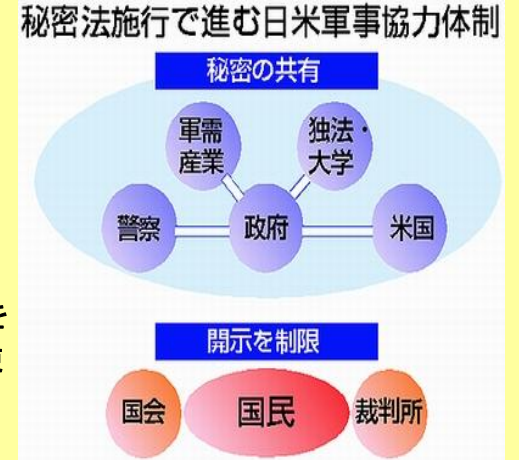 秘密法施行で進む日米軍事協力体制
秘密の共有
軍需
産業
独法・
大学
警察
政府
米国
開示を制限
国会
国民
裁判所